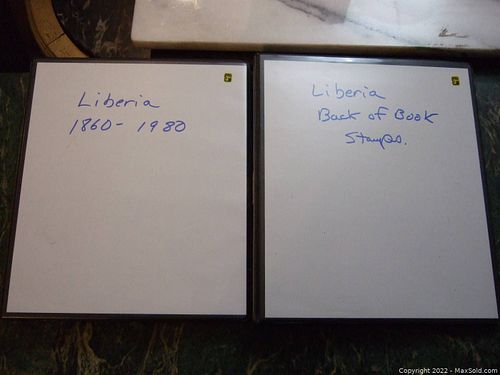 Liberia
1860 - 1980
Liberia
Back of Book
Stamps.
Copyright 2022 - MaxSold.com